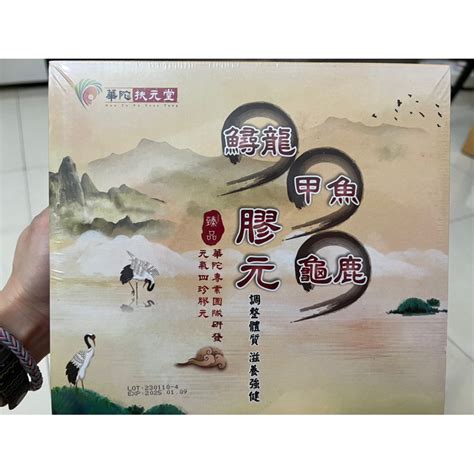 華陀扶元堂
鱘龍
甲魚
龜鹿
膠元
調整體質 滋養強健
臻品
華陀專業團隊研發
元氣四珍膠元
LOT:230110-4
EXP:2025.01.09